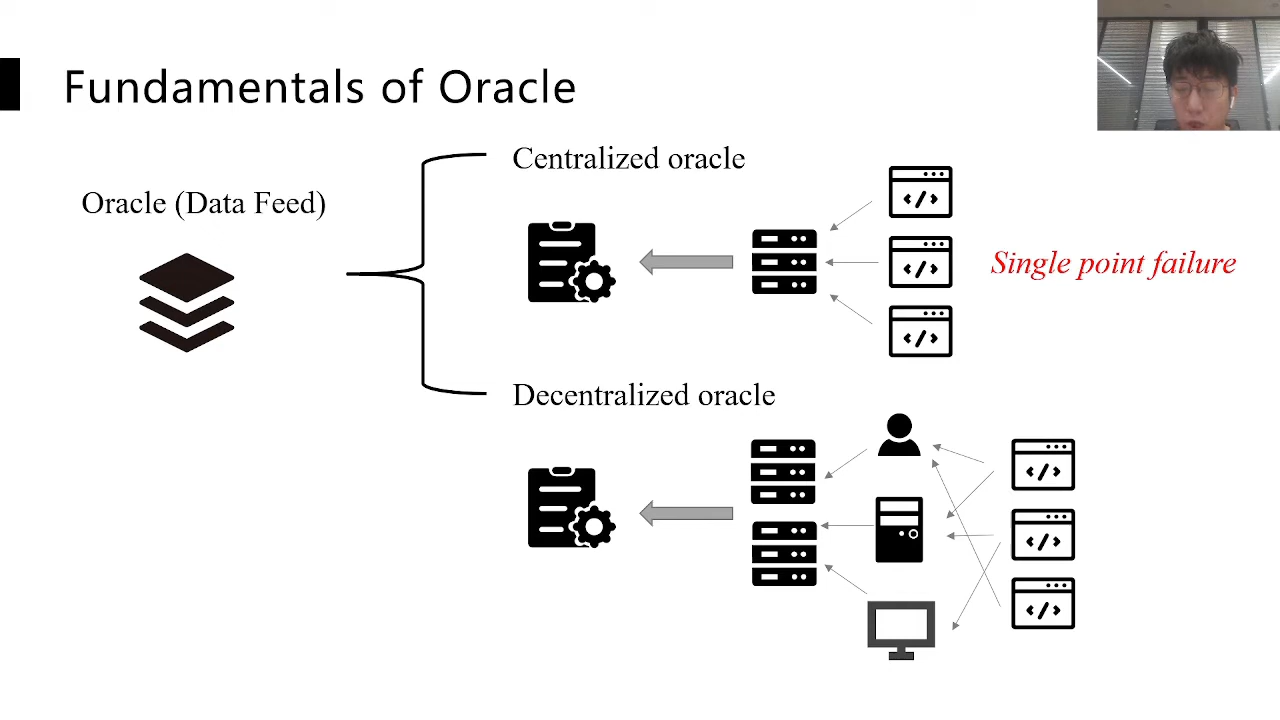 Fundamentals of Oracle
Oracle (Data Feed)
Centralized oracle
Single point failure
Decentralized oracle